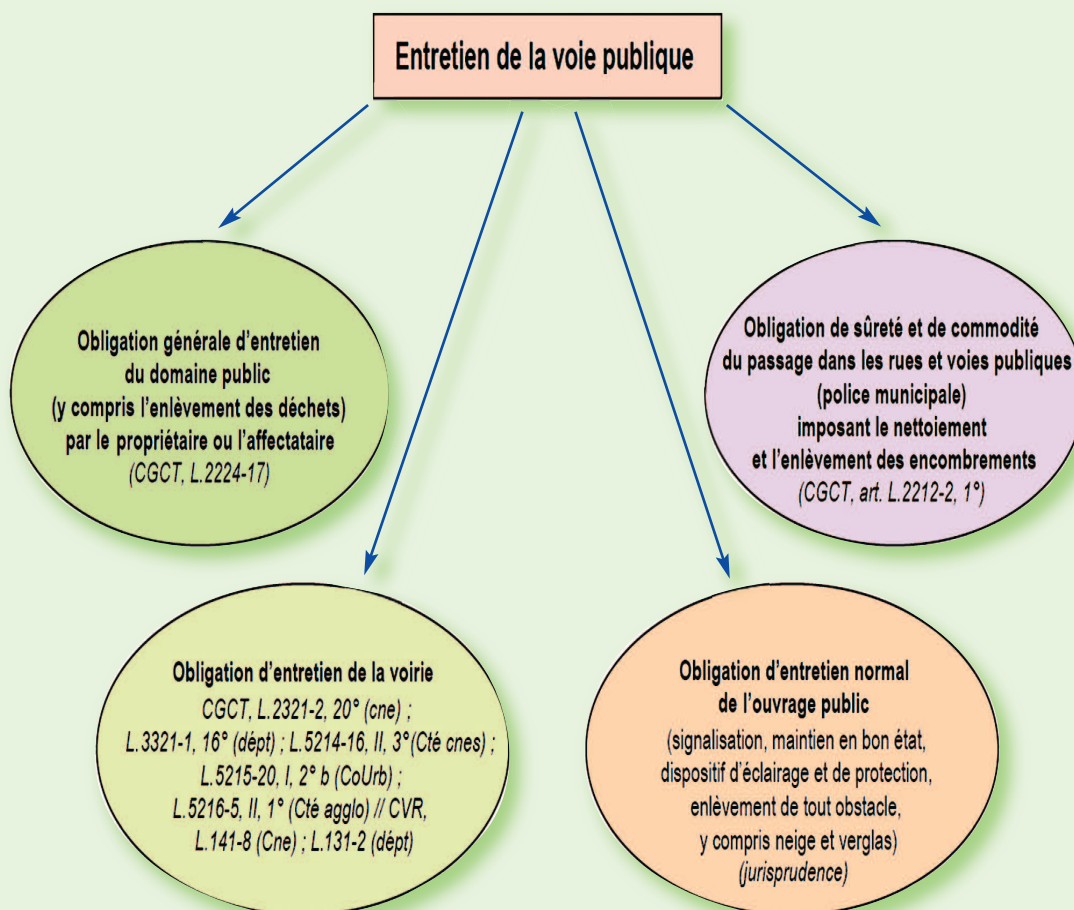 Entretien de la voie publique
Obligation générale d'entretien
du domaine public
(y compris l'enlèvement des déchets)
par le propriétaire ou l'affectataire
(CGCT, L.2224-17)
Obligation de sûreté et de commodité
du passage dans les rues et voies publiques
(police municipale)
imposant le nettoiement
et l'enlèvement des encombrements
(CGCT, art. L.2212-2, 1°)
Obligation d'entretien de la voirie
CGCT, L.2321-2, 20° (cne) ;
L.3321-1, 16° (dépt) ; L.5214-16, II, 3°(Cté cnes) ;
L.5215-20, I, 2° b (CoUrb) ;
L.5216-5, II, 1° (Cté agglo) // CVR,
L.141-8 (Cne) ; L.131-2 (dépt)
Obligation d'entretien normal
de l'ouvrage public
(signalisation, maintien en bon état,
dispositif d'éclairage et de protection,
enlèvement de tout obstacle,
y compris neige et verglas)
(jurisprudence)